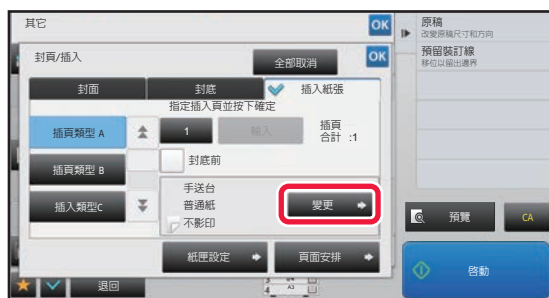 其它
OK
封頁/插入
全部取消
OK
封面
封底
插入紙張
指定插入頁並按下確定
插頁類型 A
1
輸入
插頁
合計 :1
插頁類型 B
封底前
插入類型C
手送台
普通紙
不影印
變更
紙匣設定
頁面安排
退回
4
A3
原稿
改變原稿尺寸和方向
預留裝訂線
移位以留出邊界
預覽
CA
啓動